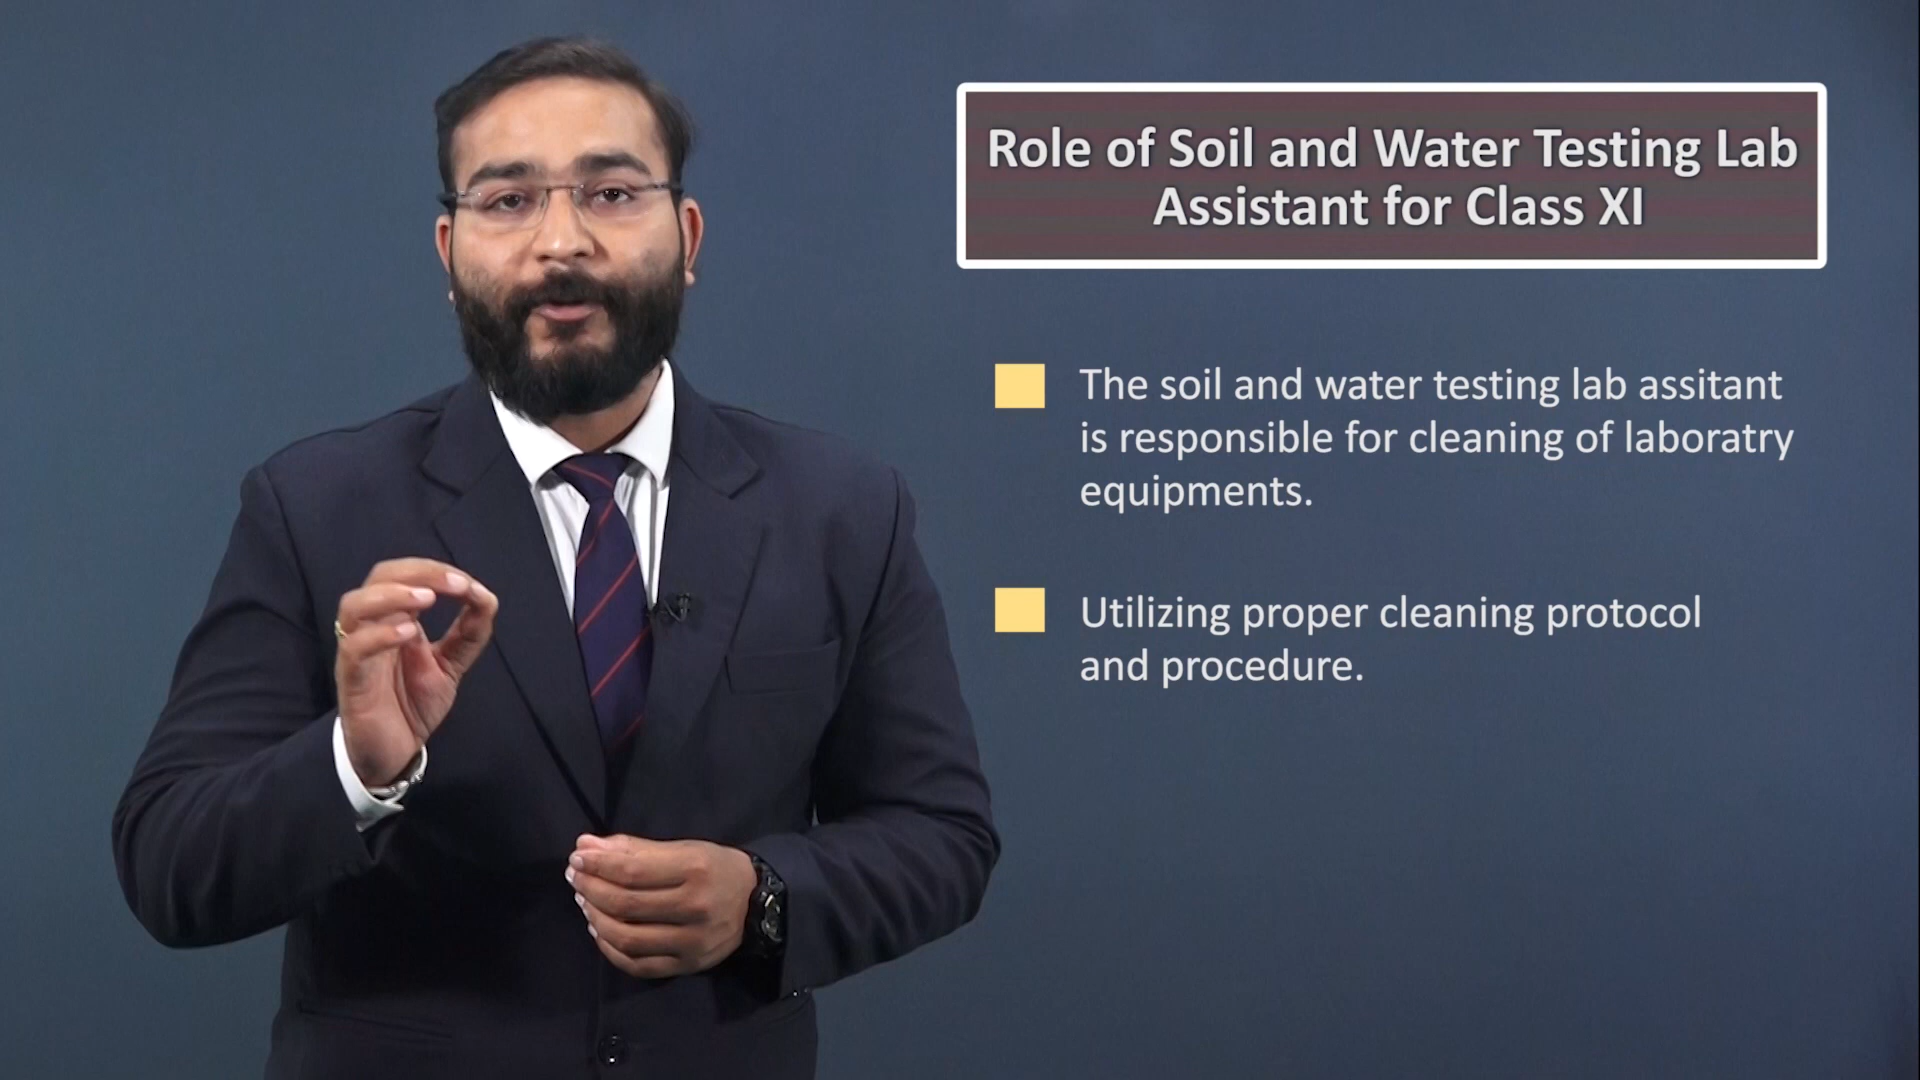 Role of Soil and Water Testing Lab
Assistant for Class XI
The soil and water testing lab assitant
is responsible for cleaning of laboratry
equipments.
Utilizing proper cleaning protocol
and procedure.